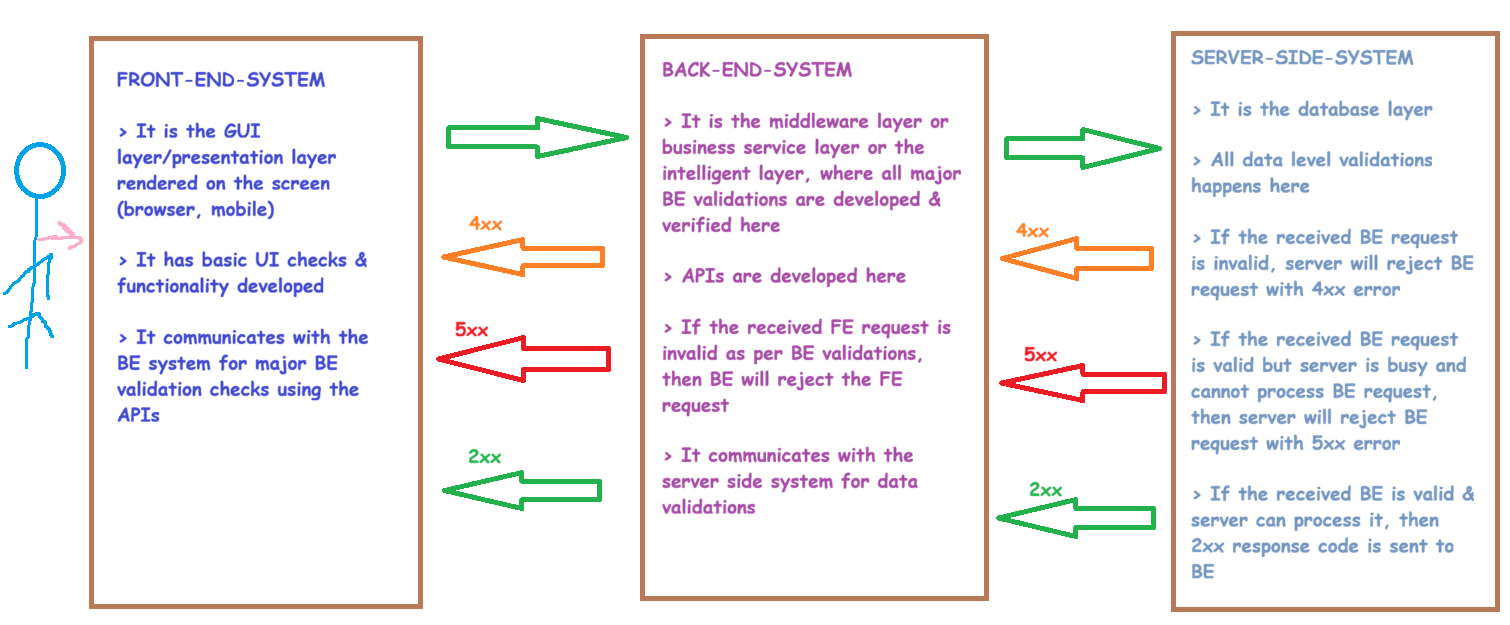 FRONT-END-SYSTEM
> It is the GUI
layer/presentation layer
rendered on the screen
(browser, mobile)
> It has basic UI checks &
functionality developed
> It communicates with the
BE system for major BE
validation checks using the
APIs
4xx
5xx
2xx
BACK-END-SYSTEM
> It is the middleware layer or
business service layer or the
intelligent layer, where all major
BE validations are developed &
verified here
> APIs are developed here
> If the received FE request is
invalid as per BE validations,
then BE will reject the FE
request
> It communicates with the
server side system for data
validations
4xx
5xx
2xx
SERVER-SIDE-SYSTEM
> It is the database layer
> All data level validations
happens here
> If the received BE request
is invalid, server will reject BE
request with 4xx error
> If the received BE request
is valid but server is busy and
cannot process BE request,
then server will reject BE
request with 5xx error
> If the received BE is valid &
server can process it, then
2xx response code is sent to
BE